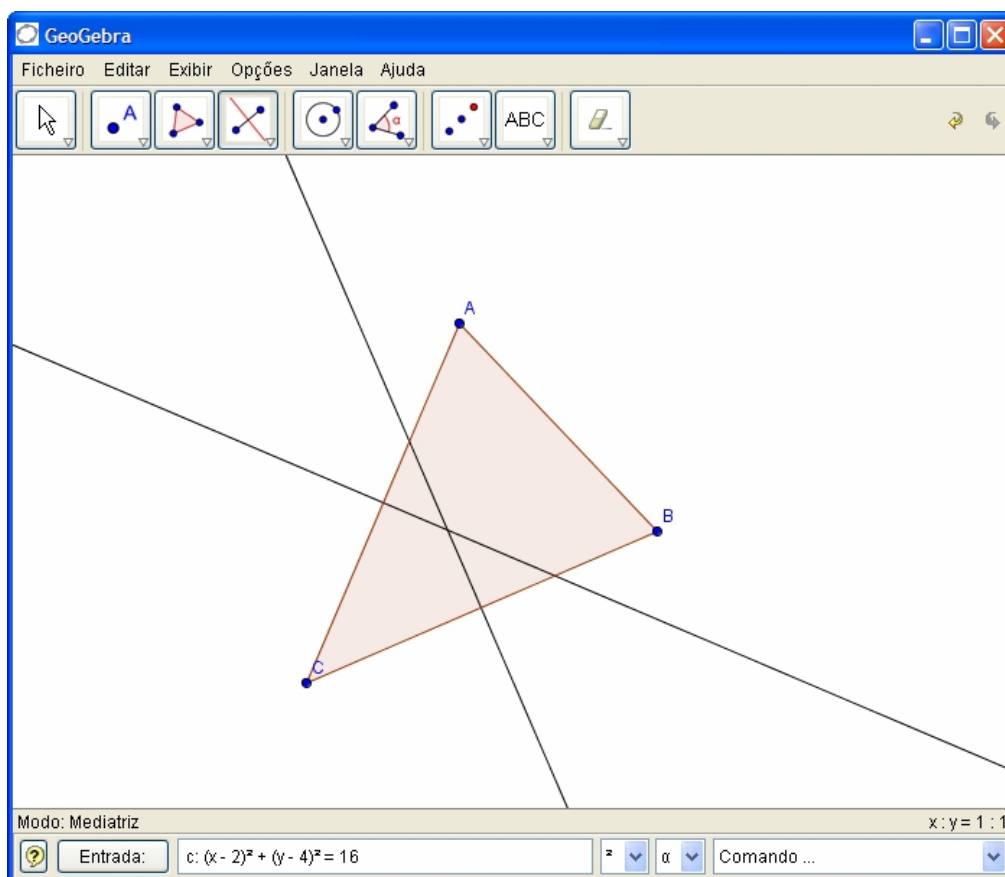 GeoGebra
Ficheiro Editar Exibir Opções Janela Ajuda
A α ABC
A
B
C
Modo: Mediatriz x : y = 1 : 1
Entrada: c: (x - 2)² + (y - 4)² = 16 ² α Comando ...